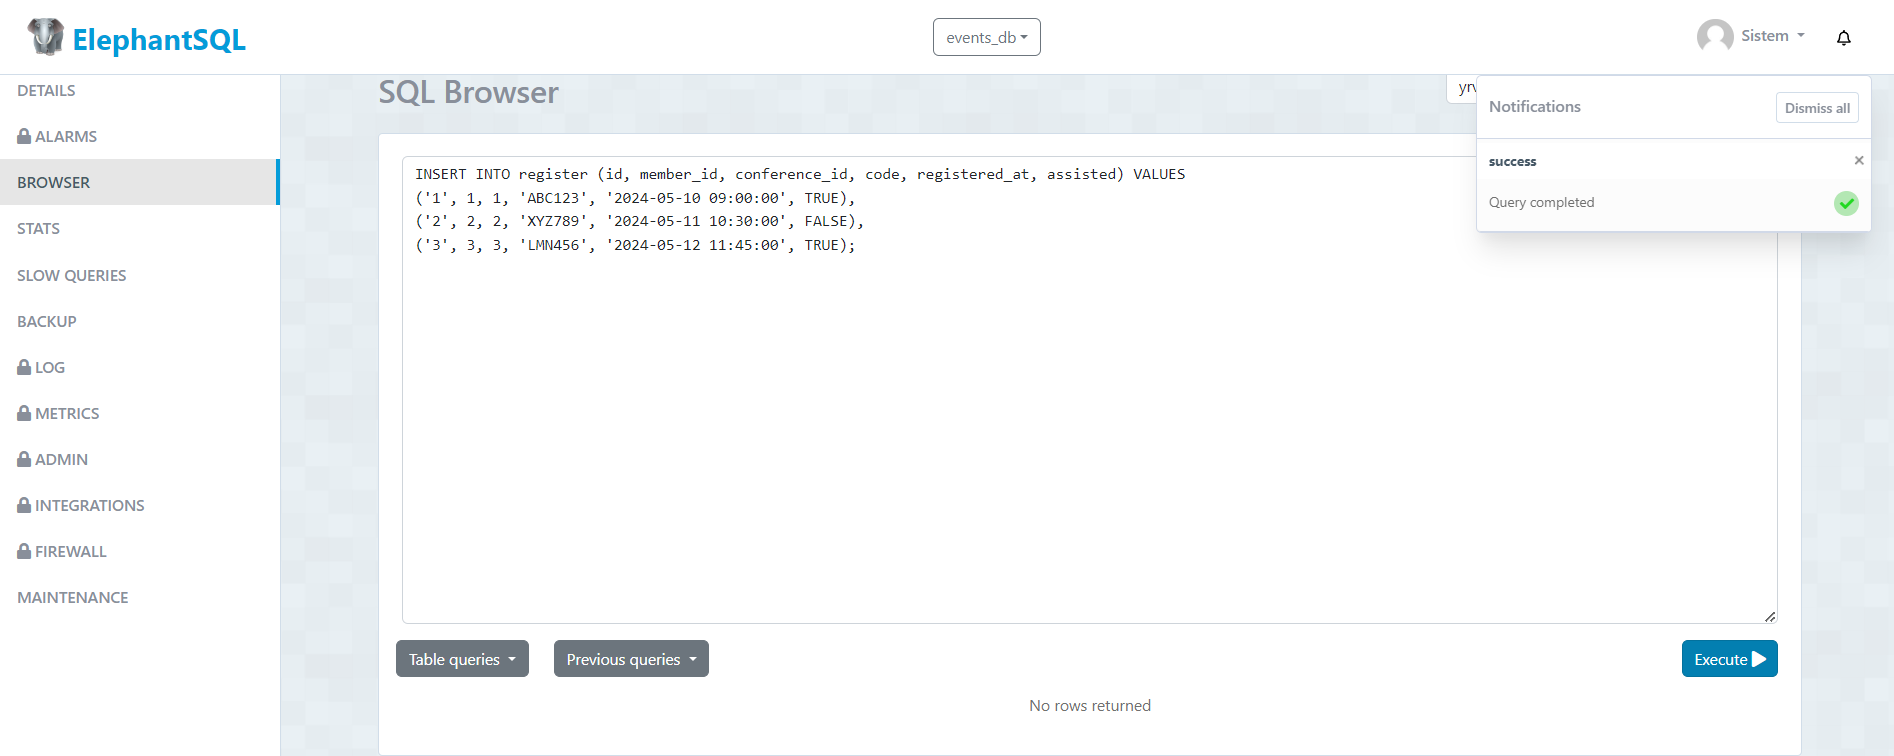 ElephantSQL
events_db
Sistem
DETAILS
ALARMS
BROWSER
STATS
SLOW QUERIES
BACKUP
LOG
METRICS
ADMIN
INTEGRATIONS
FIREWALL
MAINTENANCE
SQL Browser
Notifications
Dismiss all
success
×
Query completed
INSERT INTO register (id, member_id, conference_id, code, registered_at, assisted) VALUES
('1', 1, 1, 'ABC123', '2024-05-10 09:00:00', TRUE),
('2', 2, 2, 'XYZ789', '2024-05-11 10:30:00', FALSE),
('3', 3, 3, 'LMN456', '2024-05-12 11:45:00', TRUE);
Table queries
Previous queries
Execute
No rows returned